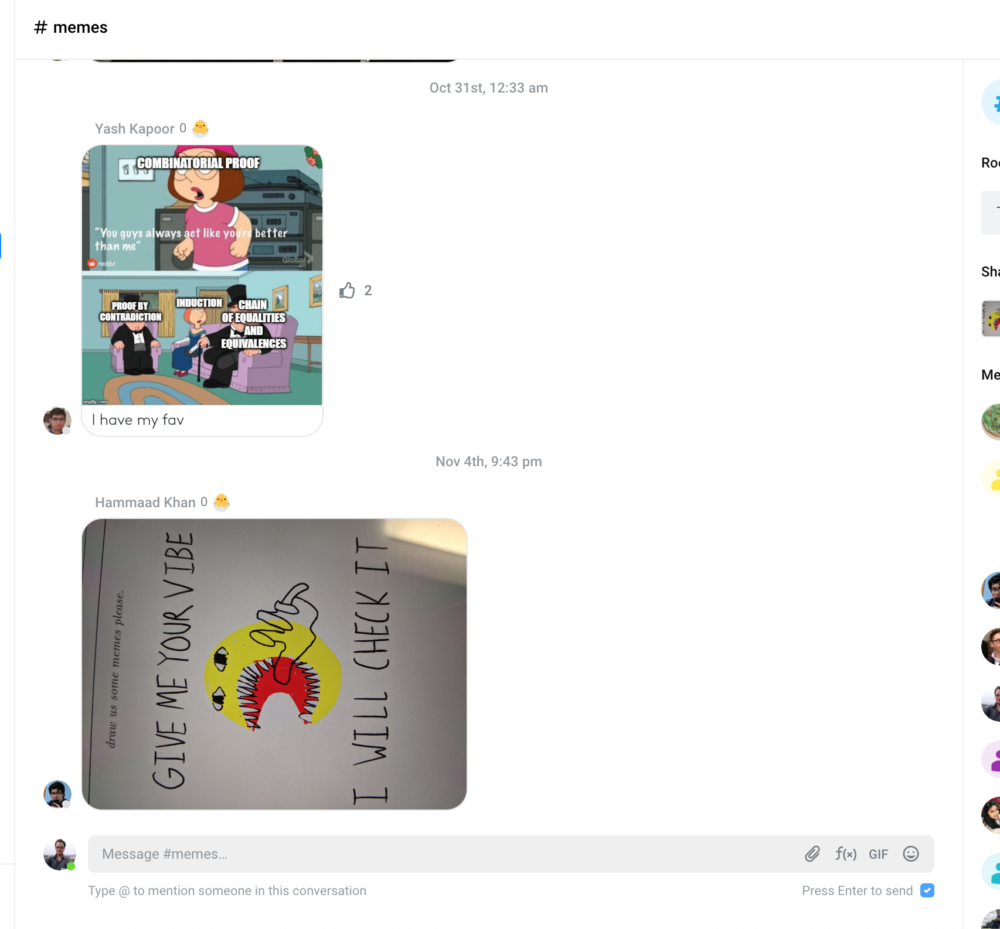 # memes
Oct 31st, 12:33 am
Yash Kapoor 0
COMBINATORIAL PROOF
“You guys always act like you're better
than me“
reddit
Global
PROOF BY
CONTRADICTION
INDUCTION
CHAIN
OF EQUALITIES
AND
EQUIVALENCES
imgflip.com
I have my fav
2
Nov 4th, 9:43 pm
Hammaad Khan 0
draw us some memes please.
GIVE ME YOUR VIBE
I WILL CHECK IT
Message #memes...
f(x) GIF
Type @ to mention someone in this conversation
Press Enter to send